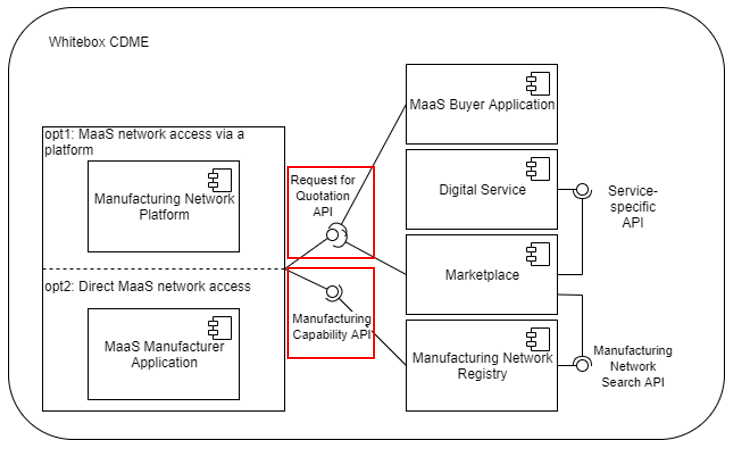 Whitebox CDME
opt1: MaaS network access via a
platform
Manufacturing Network
Platform
opt2: Direct MaaS network access
MaaS Manufacturer
Application
Request for
Quotation
API
Manufacturing
Capability API
MaaS Buyer Application
Digital Service
Marketplace
Manufacturing Network
Registry
Service-
specific
API
Manufacturing
Network
Search API